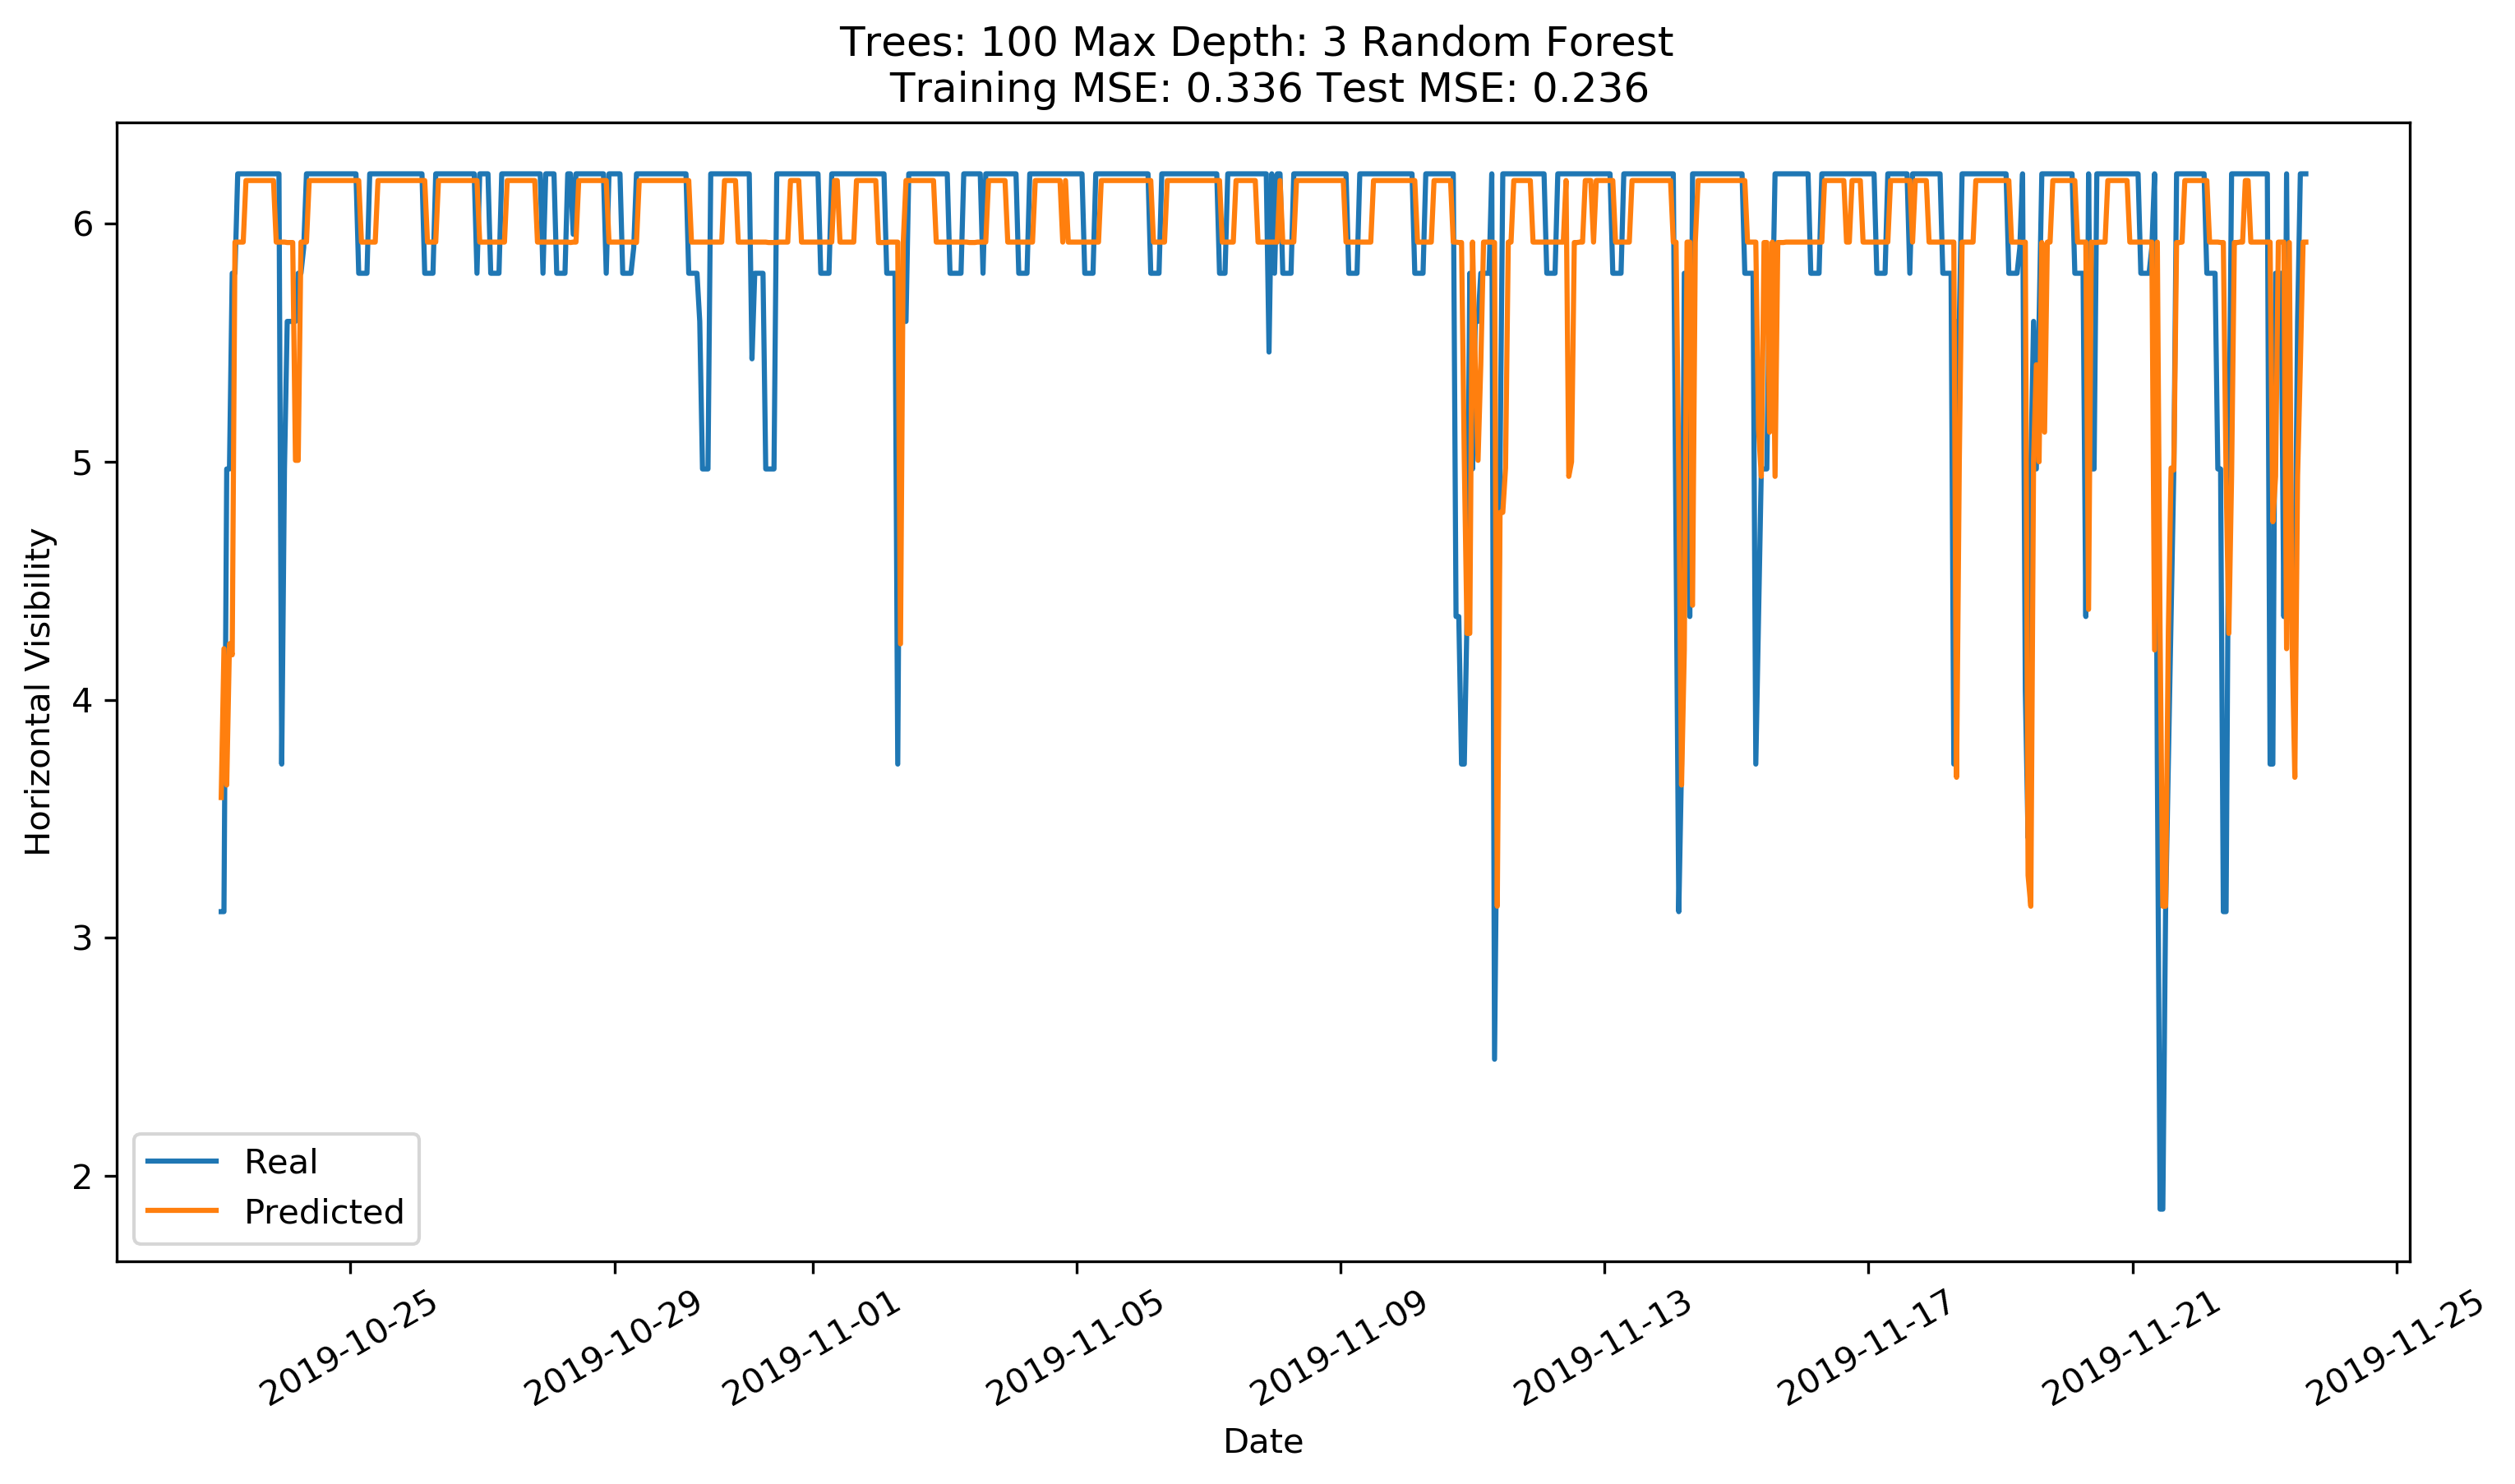 Trees: 100 Max Depth: 3 Random Forest
Training MSE: 0.336 Test MSE: 0.236
Horizontal Visibility
6
5
4
3
2
Real
Predicted
2019-10-25
2019-10-29
2019-11-01
2019-11-05
2019-11-09
2019-11-13
2019-11-17
2019-11-21
2019-11-25
Date